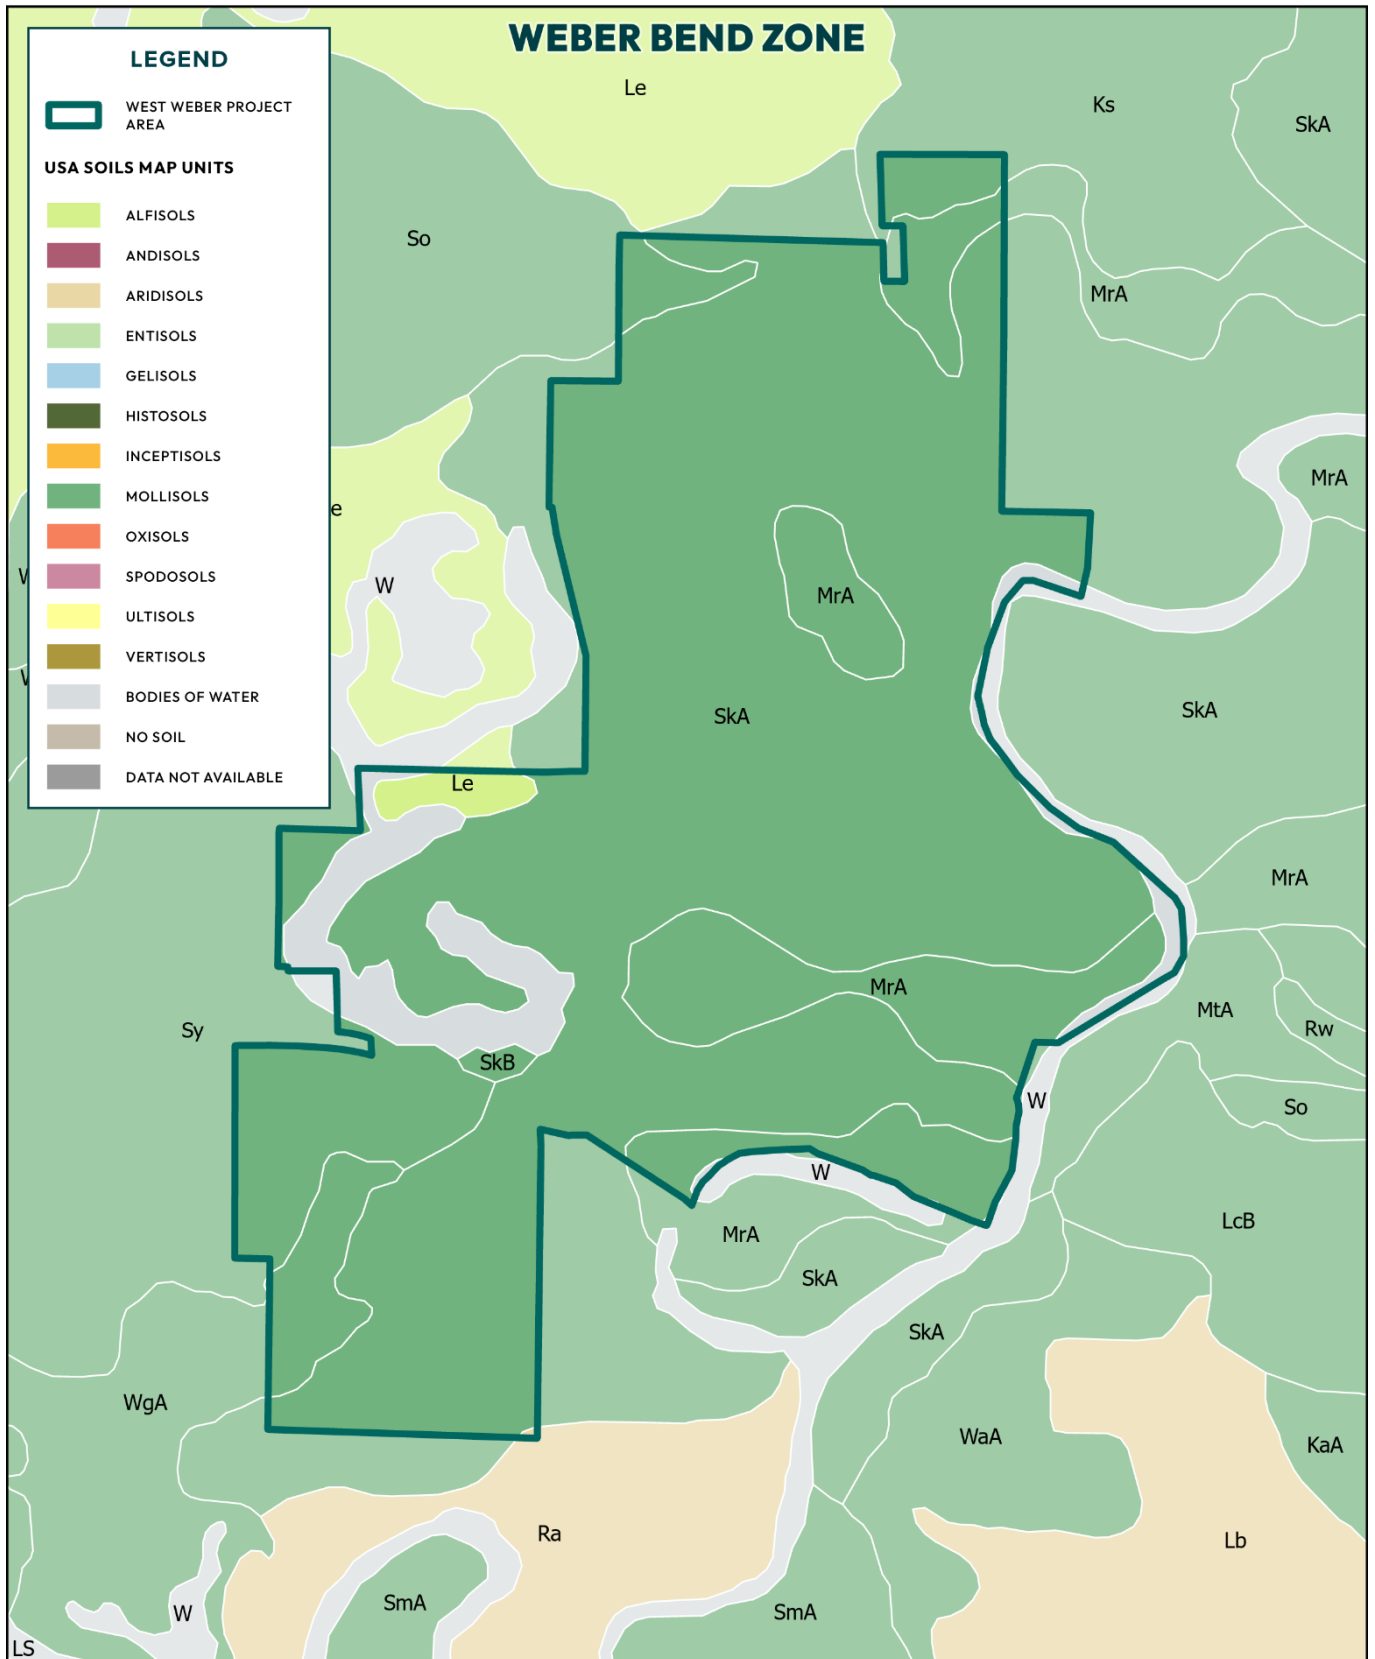 WEBER BEND ZONE
LEGEND
WEST WEBER PROJECT
AREA
USA SOILS MAP UNITS
ALFISOLS
ANDISOLS
ARIDISOLS
ENTISOLS
GELISOLS
HISTOSOLS
INCEPTISOLS
MOLLISOLS
OXISOLS
SPODOSOLS
ULTISOLS
VERTISOLS
BODIES OF WATER
NO SOIL
DATA NOT AVAILABLE
Le
Ks
SkA
So
MrA
MrA
e
W
MrA
SkA
SkA
Le
MrA
MrA
MtA
Rw
Sy
SkB
W
So
W
LcB
MrA
SkA
SkA
WgA
WaA
KaA
Ra
Lb
SmA
SmA
W
LS